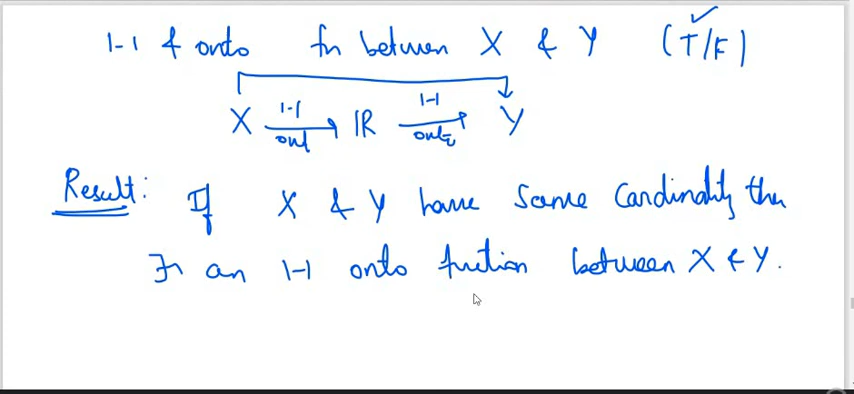 1-1 & onto fn between X & Y (T/F)
1-1 1-1
X → IR → Y
onto onto
Result: If X & Y have same Cardinality then
∃ an 1-1 onto function between X & Y.